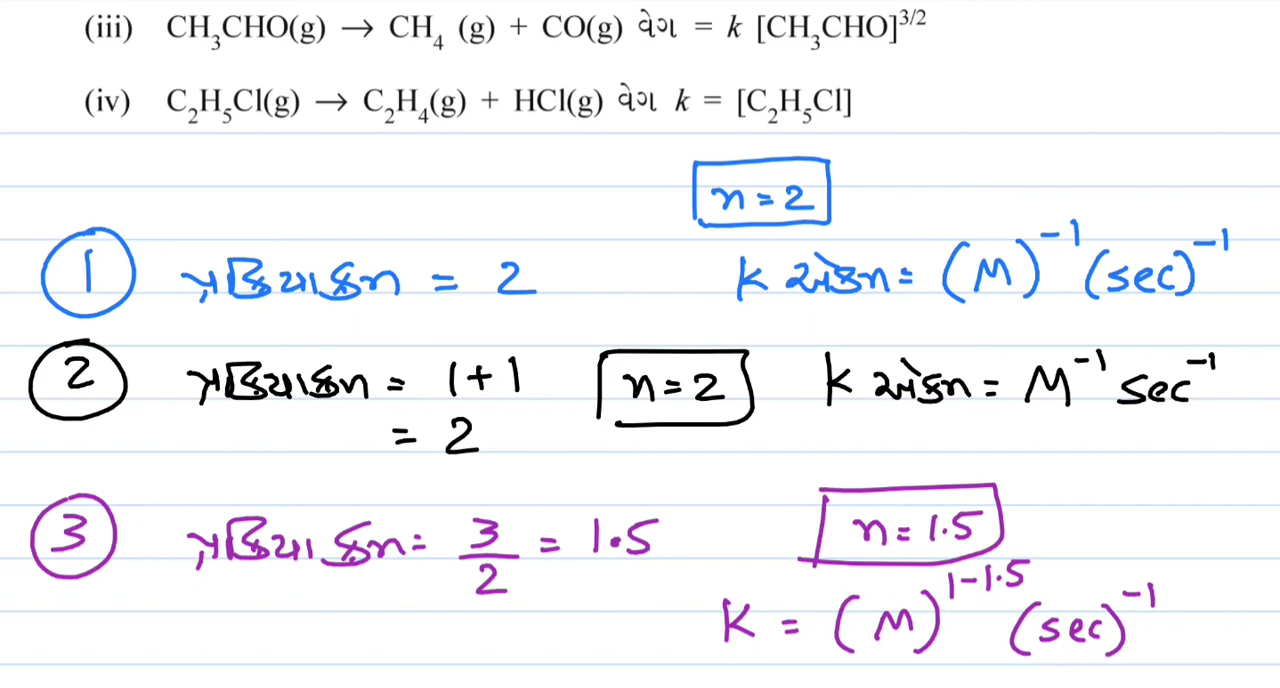 (iii) CH₃CHO(g) → CH₄ (g) + CO(g) વેગ = k [CH₃CHO]³ᐟ²
(iv) C₂H₅Cl(g) → C₂H₄(g) + HCl(g) વેગ k = [C₂H₅Cl]
n = 2
1 પ્રક્રિયાક્રમ = 2 K એકમ = (M)⁻¹ (sec)⁻¹
2 પ્રક્રિયાક્રમ = 1+1 n = 2 K એકમ = M⁻¹ sec⁻¹
= 2
3 પ્રક્રિયાક્રમ = 3/2 = 1.5 n = 1.5
K = (M)¹⁻¹·⁵ (sec)⁻¹